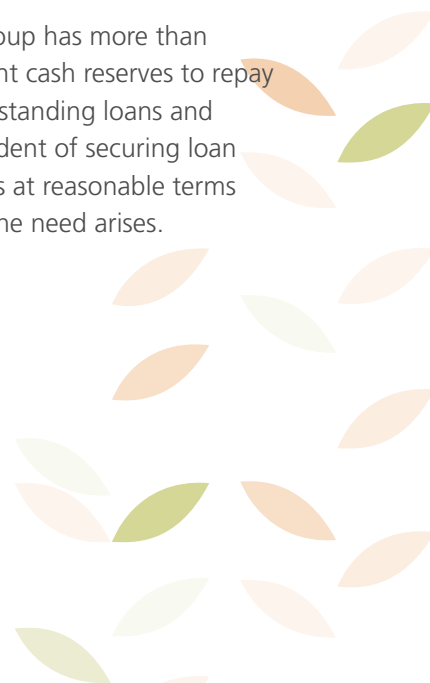 oup has more than
nt cash reserves to repay
standing loans and
dent of securing loan
s at reasonable terms
ne need arises.